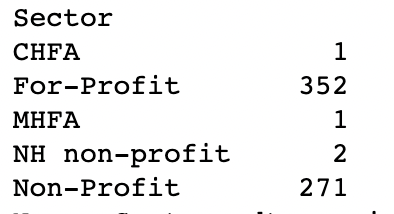 Sector
CHFA 1
For-Profit 352
MHFA 1
NH non-profit 2
Non-Profit 271